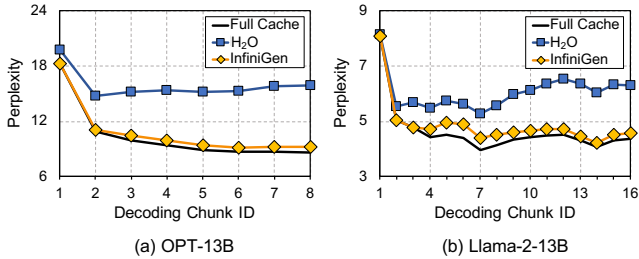 24
18
12
6
Perplexity
Full Cache
H₂O
InfiniGen
1 2 3 4 5 6 7 8
Decoding Chunk ID
(a) OPT-13B
9
7
5
3
Perplexity
Full Cache
H₂O
InfiniGen
1 4 7 10 13 16
Decoding Chunk ID
(b) Llama-2-13B